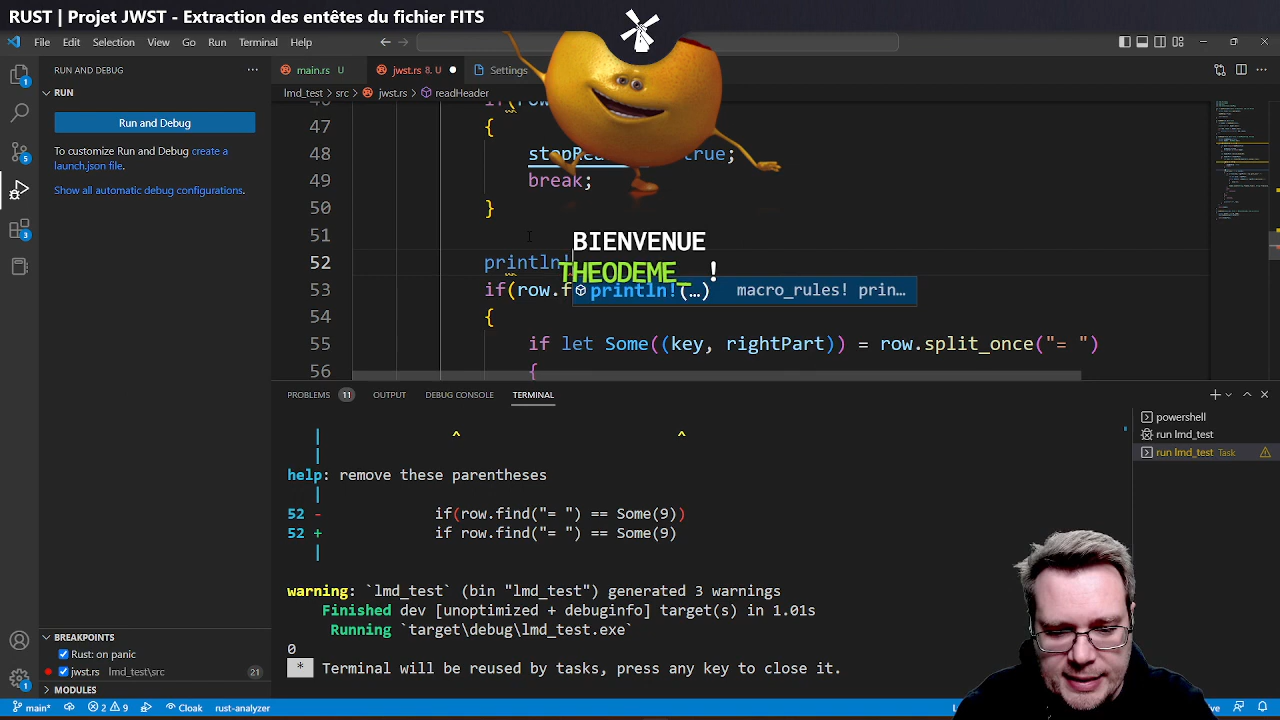 RUST | Projet JWST - Extraction des entêtes du fichier FITS
File Edit Selection View Go Run Terminal Help
RUN AND DEBUG ...
main.rs U jwst.rs 8, U Settings
RUN
lmd_test > src > jwst.rs > readHeader
Run and Debug
To customize Run and Debug create a
launch.json file.
Show all automatic debug configurations.
47 {
48 true;
49 break;
50 }
51
BIENVENUE
52 println!
THEODEME_ !
53 if(row.f
println!(…) macro_rules! prin…
54 {
55 if let Some((key, rightPart)) = row.split_once("= ")
56 {
PROBLEMS 11 OUTPUT DEBUG CONSOLE TERMINAL
powershell
run lmd_test
run lmd_test Task
| ^ ^
|
help: remove these parentheses
|
52 - if(row.find("= ") == Some(9))
52 + if row.find("= ") == Some(9)
|
warning: `lmd_test` (bin "lmd_test") generated 3 warnings
Finished dev [unoptimized + debuginfo] target(s) in 1.01s
Running `target\debug\lmd_test.exe`
0
* Terminal will be reused by tasks, press any key to close it.
BREAKPOINTS
Rust: on panic
jwst.rs lmd_test\src 21
MODULES
main* 2 9 Cloak rust-analyzer